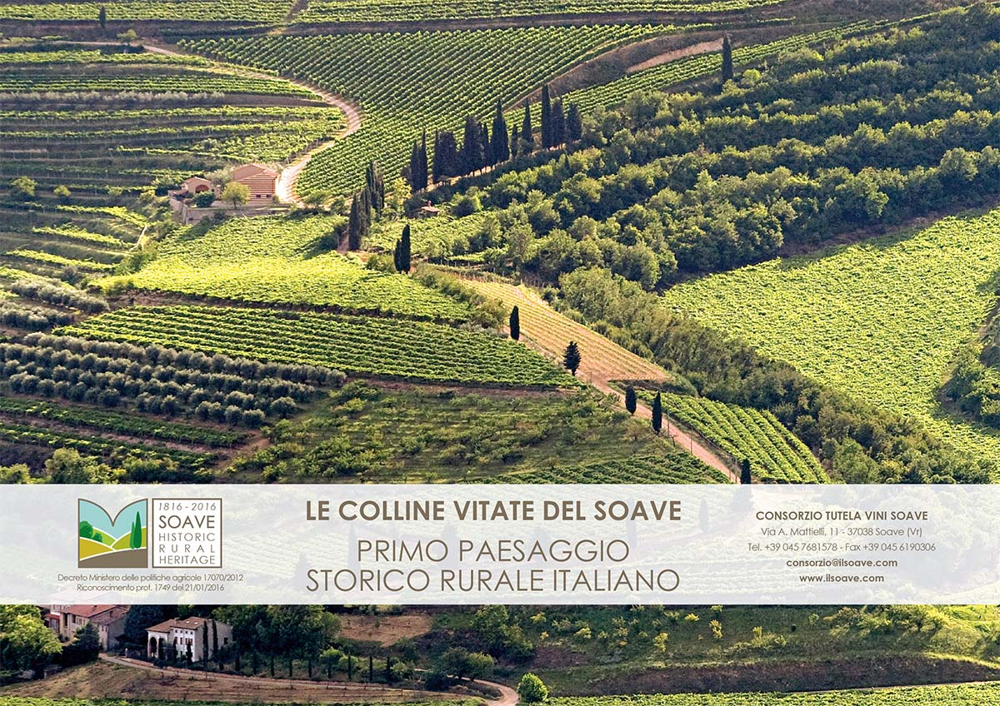 1816 - 2016
SOAVE
HISTORIC
RURAL
HERITAGE
Decreto Ministero delle politiche agricole 17070/2012
Riconoscimento prot. 1749 del 21/01/2016
LE COLLINE VITATE DEL SOAVE
PRIMO PAESAGGIO
STORICO RURALE ITALIANO
CONSORZIO TUTELA VINI SOAVE
Via A. Mattielli, 11 - 37038 Soave (Vr)
Tel. +39 045 7681578 - Fax +39 045 6190306
consorzio@ilsoave.com
www.ilsoave.com